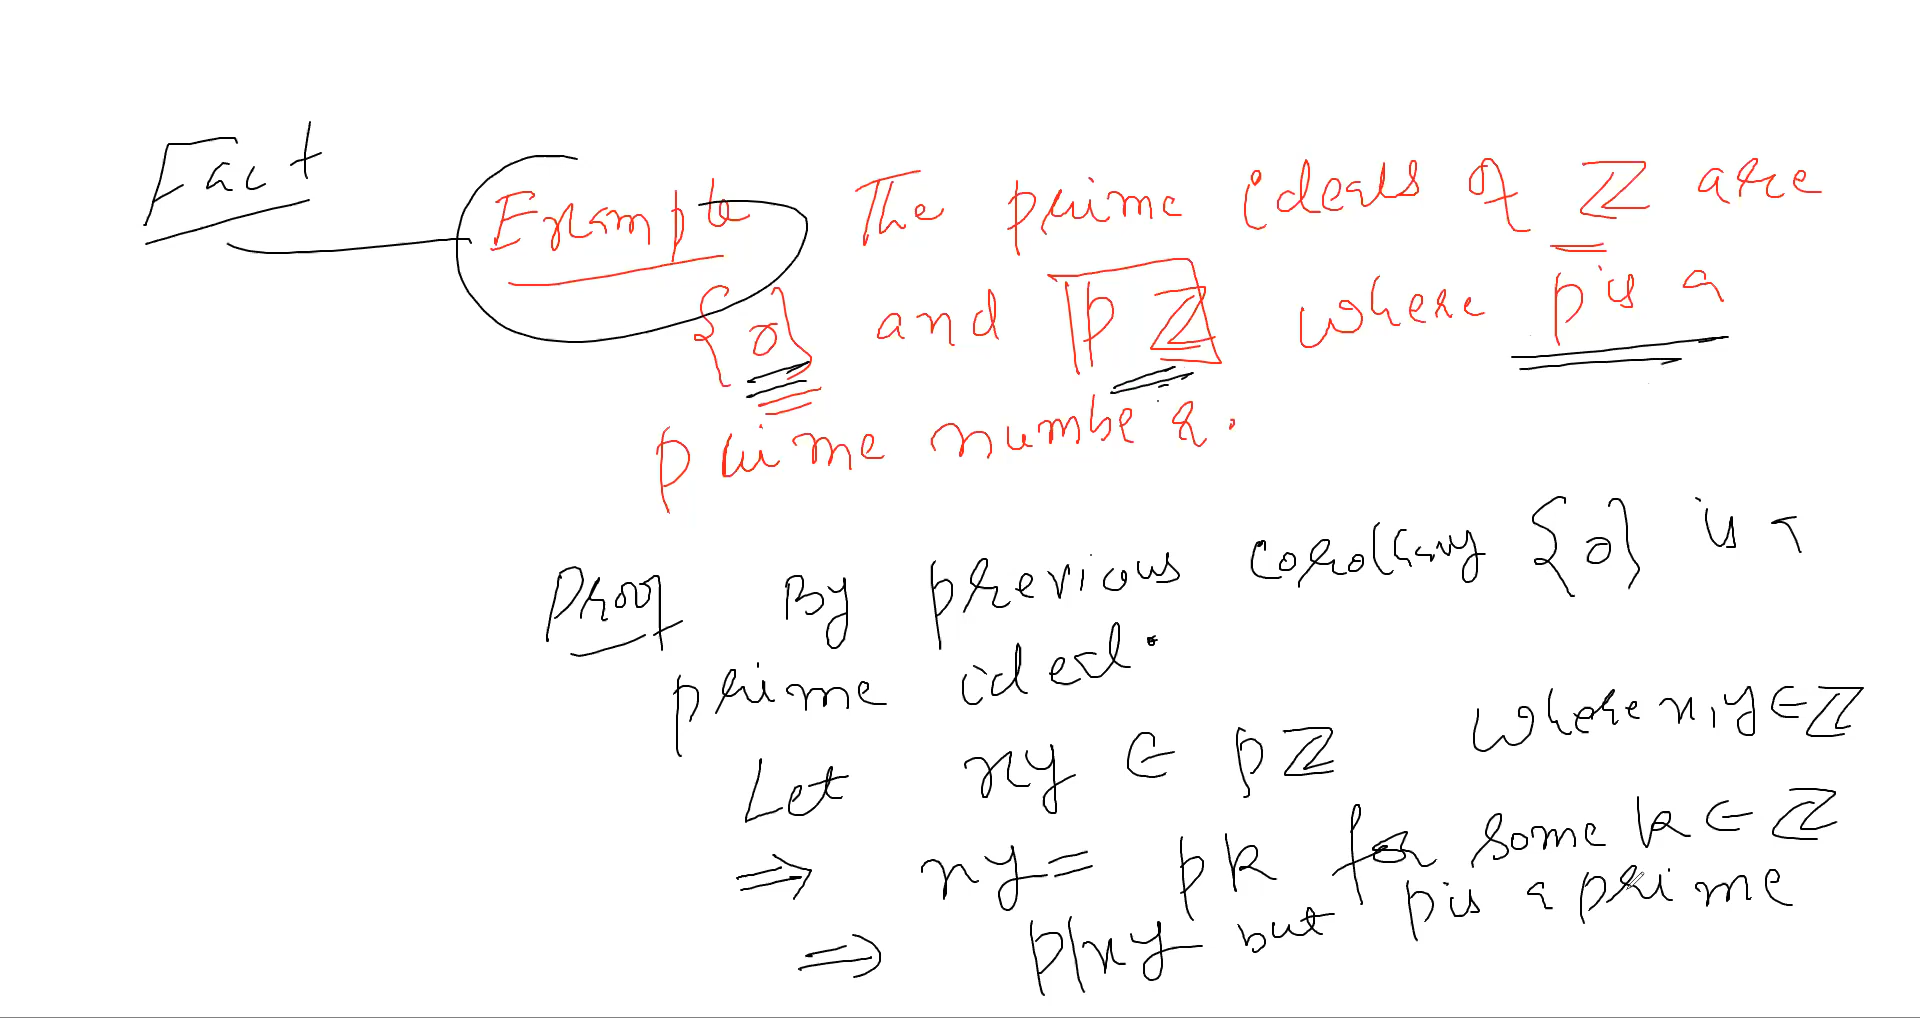 Fact
Example The prime ideals of ℤ are
{0} and pℤ where p is a
prime number.
Proof By previous corollary {0} is a
prime ideal.
Let xy ∈ pℤ where x, y ∈ ℤ
⇒ xy = pk for some k ∈ ℤ
⇒ p|xy but p is a prime